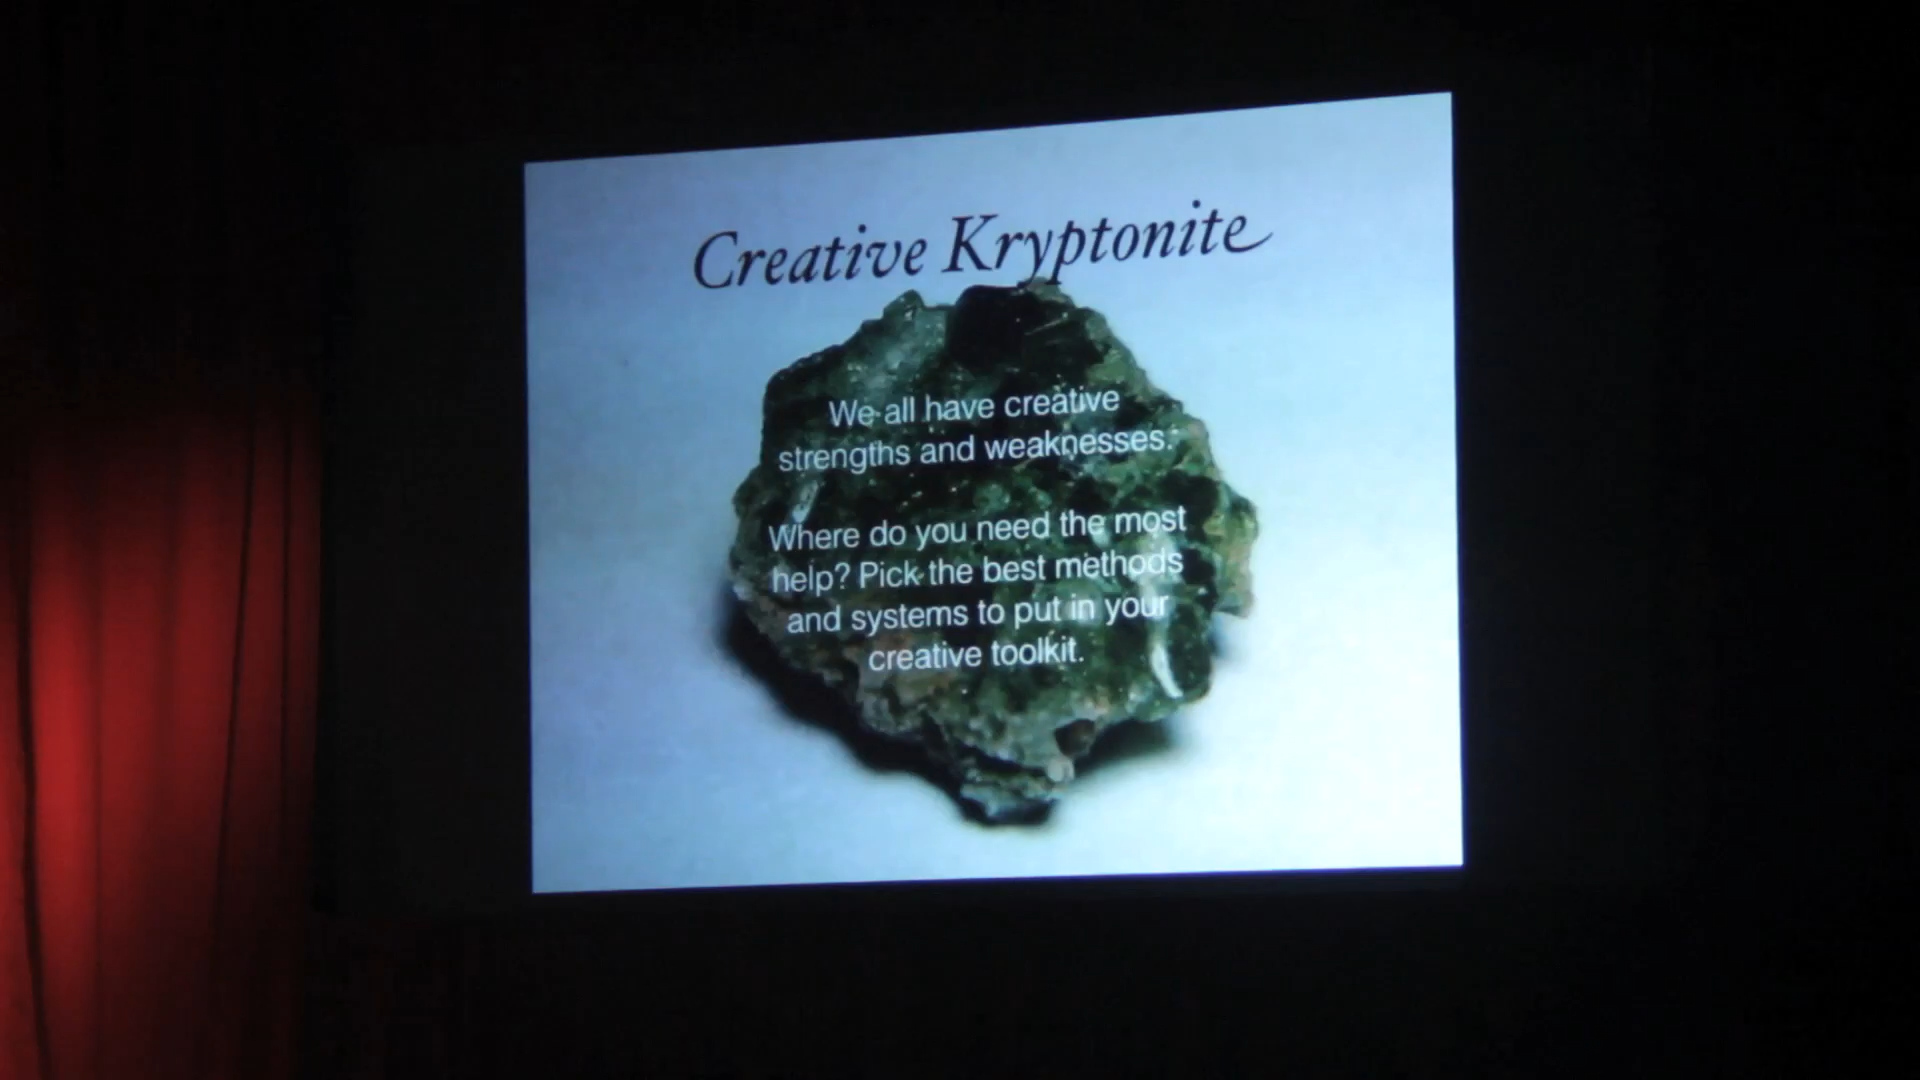 Creative Kryptonite
We all have creative
strengths and weaknesses.
Where do you need the most
help? Pick the best methods
and systems to put in your
creative toolkit.